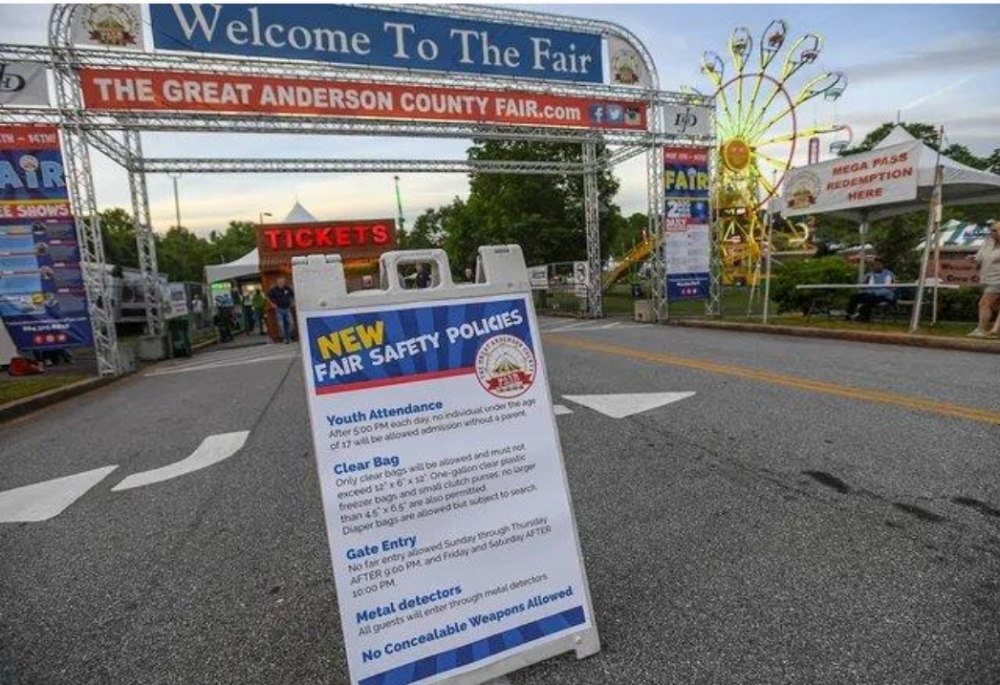 Welcome To The Fair
THE GREAT ANDERSON COUNTY FAIR.com
FAIR
EE SHOWS
TICKETS
FAIR
MAY
MEGA PASS
REDEMPTION
HERE
NEW
FAIR SAFETY POLICIES
FAIR
Youth Attendance
After 5:00 PM each day, no individual under the age
of 17 will be allowed admission without a parent.
Clear Bag
Only clear bags will be allowed and must not
exceed 12" x 6" x 12". One-gallon clear plastic
freezer bags and small clutch purses, no larger
than 4.5" x 6.5" are also permitted.
Diaper bags are allowed but subject to search.
Gate Entry
No fair entry allowed Sunday through Thursday
AFTER 9:00 PM, and Friday and Saturday AFTER
10:00 PM.
Metal detectors
All guests will enter through metal detectors.
No Concealable Weapons Allowed